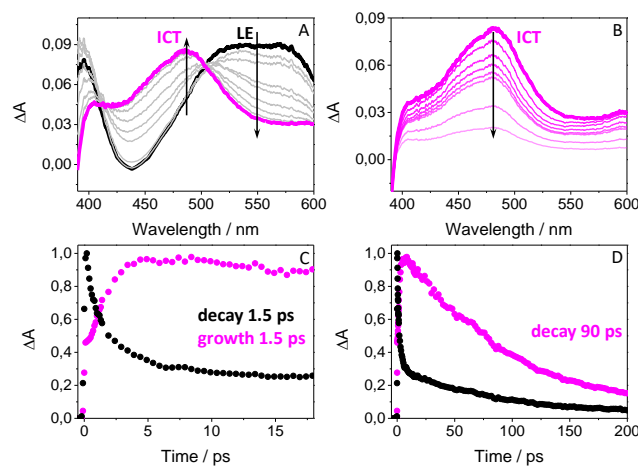 0,09
0,06
0,03
0,00
ΔA
ICT
LE
A
400
450
500
550
600
Wavelength / nm
0,09
0,06
0,03
0,00
ΔA
ICT
B
400
450
500
550
600
Wavelength / nm
1,0
0,8
0,6
0,4
0,2
0,0
ΔA
C
decay 1.5 ps
growth 1.5 ps
0
5
10
15
Time / ps
1,0
0,8
0,6
0,4
0,2
0,0
ΔA
D
decay 90 ps
0
50
100
150
200
Time / ps